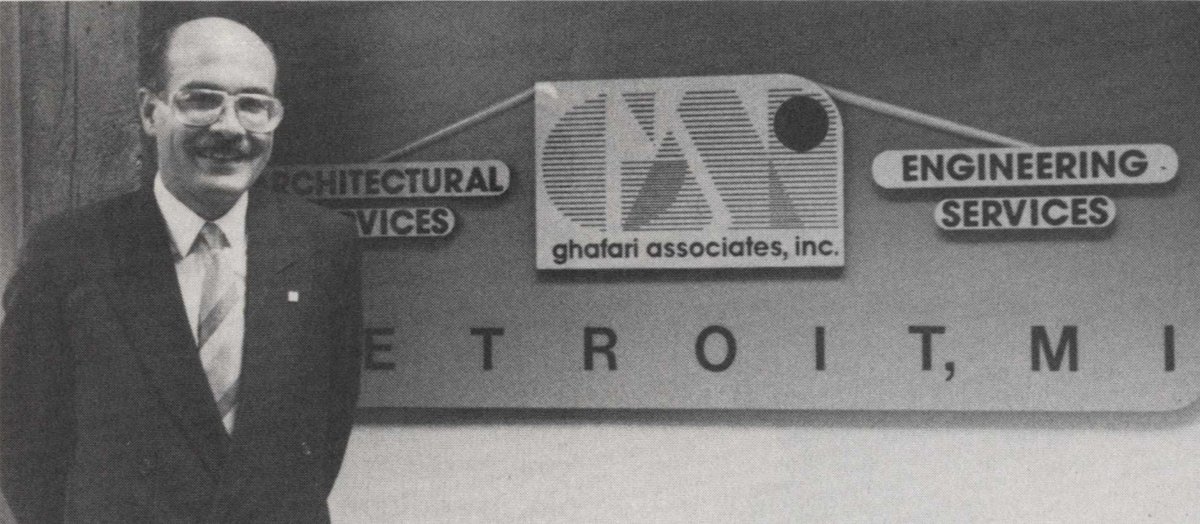 RCHITECTURAL
VICES
ghafari associates, inc.
ENGINEERING
SERVICES
ETROIT, MI